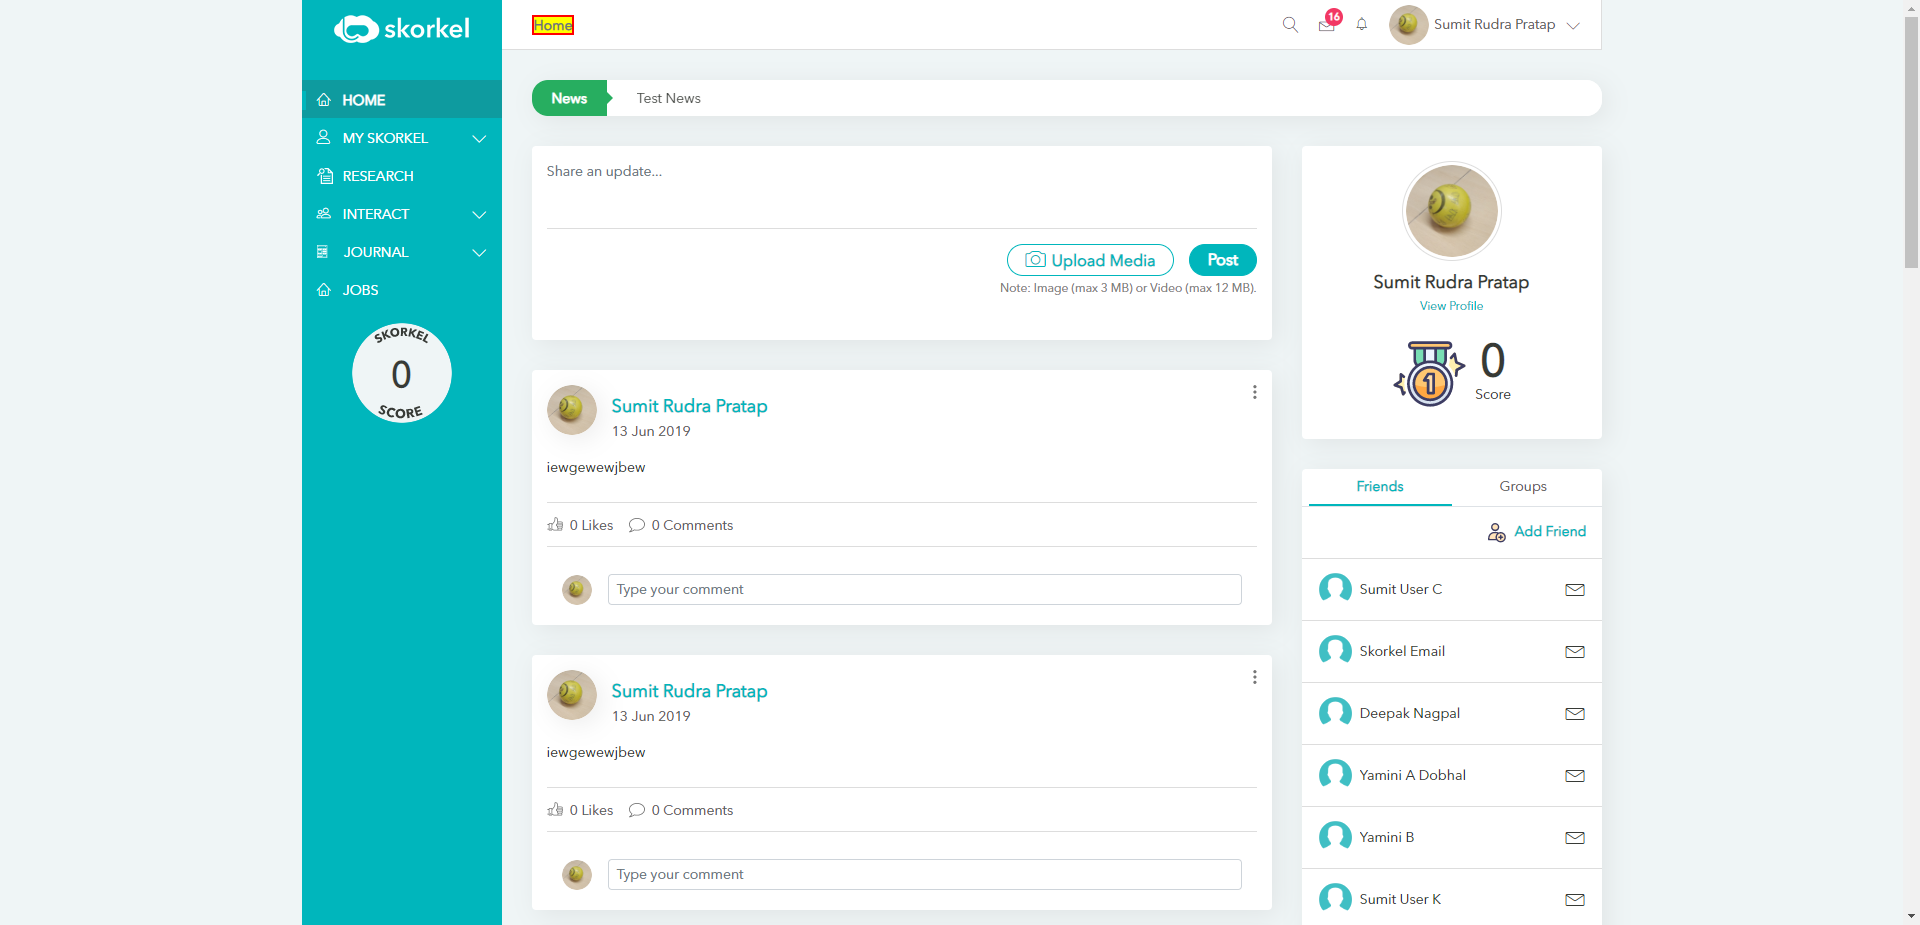 skorkel
Home
16
Sumit Rudra Pratap
HOME
MY SKORKEL
RESEARCH
INTERACT
JOURNAL
JOBS
SKORKEL
0
SCORE
News
Test News
Share an update...
Upload Media
Post
Note: Image (max 3 MB) or Video (max 12 MB).
Sumit Rudra Pratap
13 Jun 2019
iewgewewjbew
0 Likes
0 Comments
Type your comment
Sumit Rudra Pratap
13 Jun 2019
iewgewewjbew
0 Likes
0 Comments
Type your comment
Sumit Rudra Pratap
View Profile
1
0
Score
Friends
Groups
Add Friend
Sumit User C
Skorkel Email
Deepak Nagpal
Yamini A Dobhal
Yamini B
Sumit User K